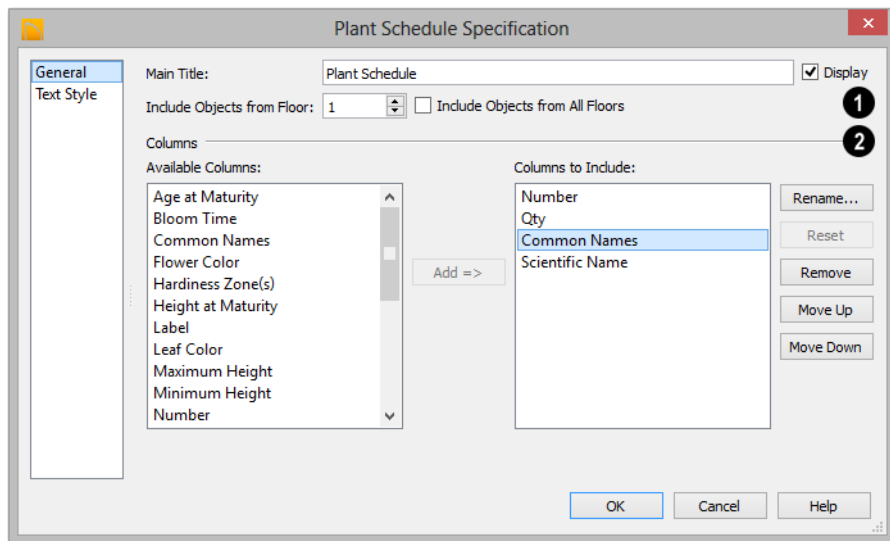 Plant Schedule Specification
×
General
Text Style
Main Title: Plant Schedule Display
Include Objects from Floor: 1 Include Objects from All Floors
1
Columns
2
Available Columns:
Age at Maturity
Bloom Time
Common Names
Flower Color
Hardiness Zone(s)
Height at Maturity
Label
Leaf Color
Maximum Height
Minimum Height
Number
Add =>
Columns to Include:
Number
Qty
Common Names
Scientific Name
Rename...
Reset
Remove
Move Up
Move Down
OK Cancel Help